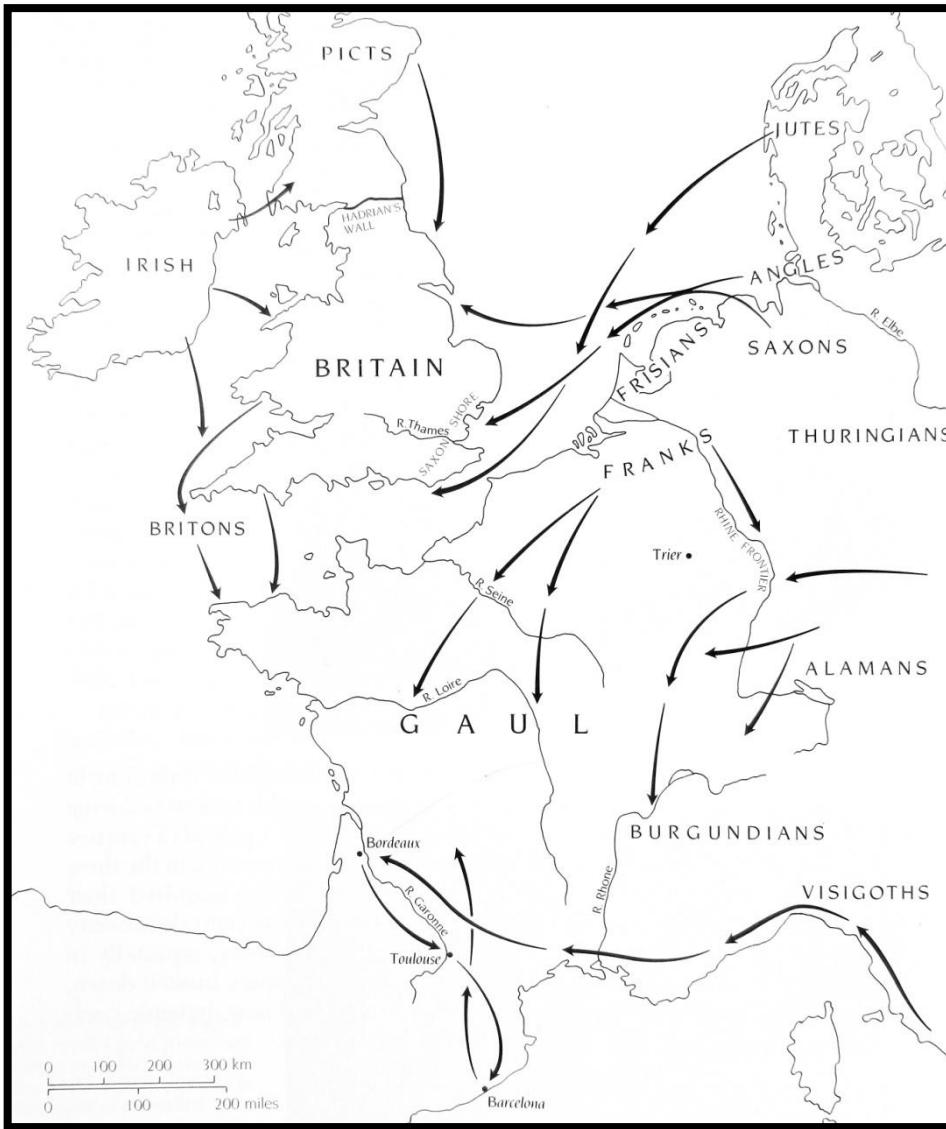 PICTS
JUTES
HADRIAN'S
WALL
IRISH
ANGLES
R. Elbe
FRISIANS
SAXONS
BRITAIN
R. Thames
SAXON SHORE
THURINGIANS
FRANKS
BRITONS
RHINE FRONTIER
Trier
R. Seine
ALAMANS
R. Loire
GAUL
BURGUNDIANS
Bordeaux
R. Garonne
R. Rhone
VISIGOTHS
Toulouse
0 100 200 300 km
0 100 200 miles
Barcelona